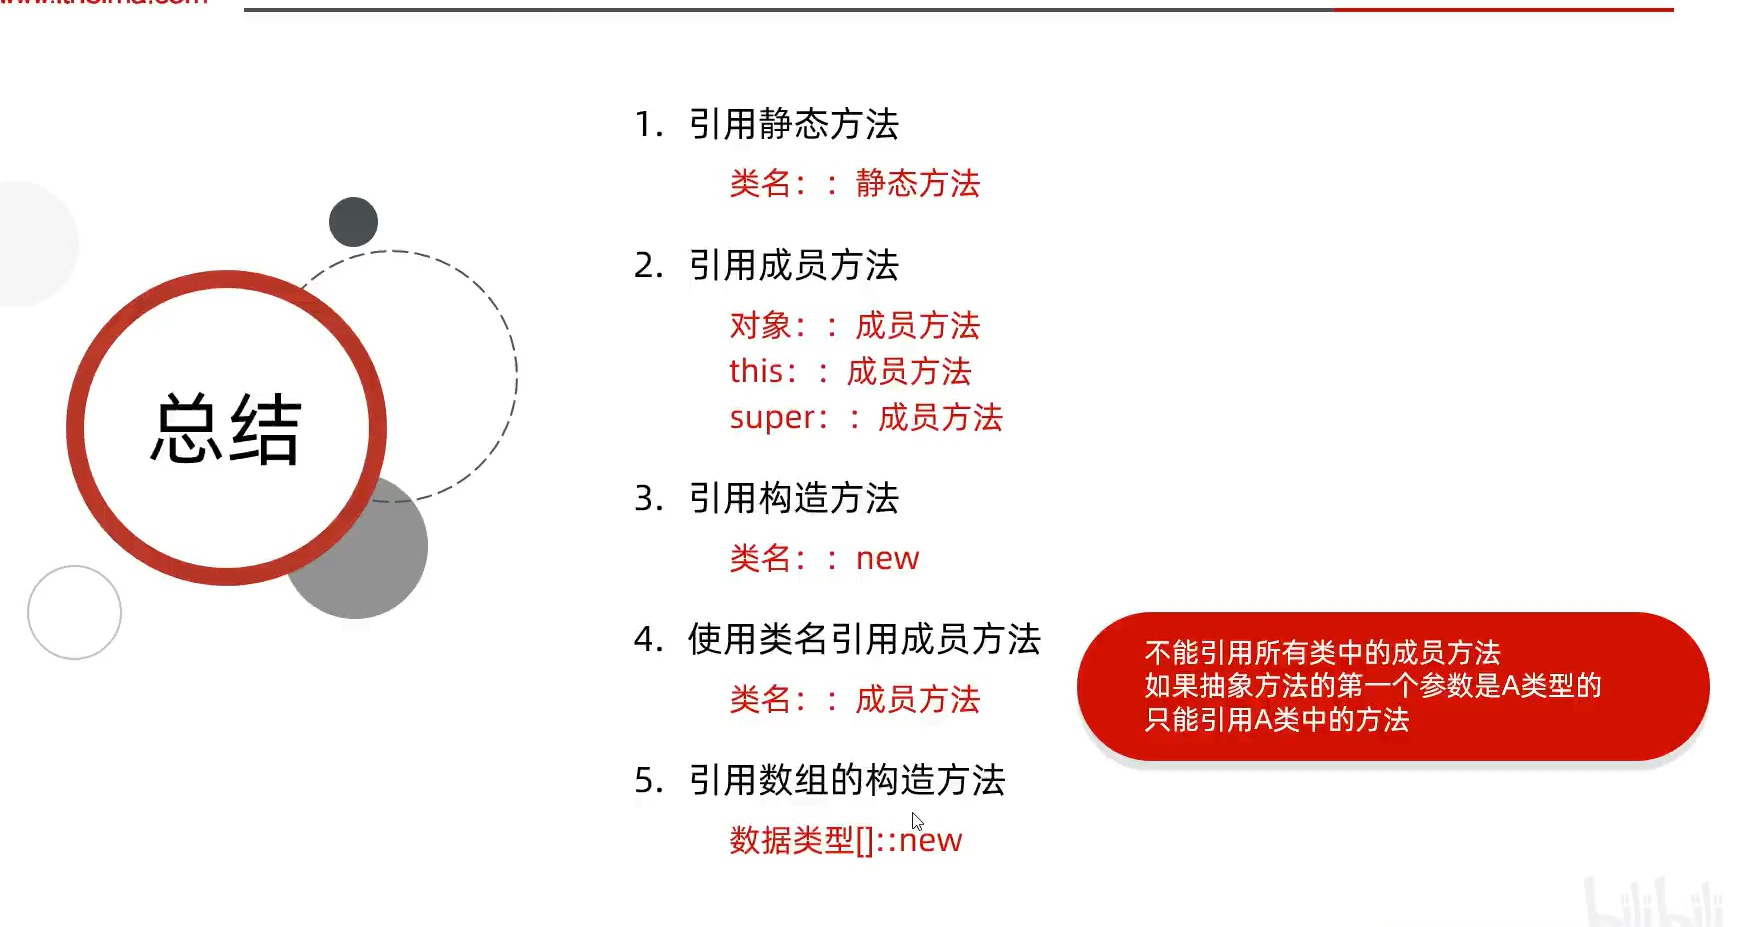 www.itheima.com
总结
1. 引用静态方法
类名：：静态方法
2. 引用成员方法
对象：：成员方法
this：：成员方法
super：：成员方法
3. 引用构造方法
类名：：new
4. 使用类名引用成员方法
类名：：成员方法
不能引用所有类中的成员方法
如果抽象方法的第一个参数是A类型的
只能引用A类中的方法
5. 引用数组的构造方法
数据类型[]::new
bilibili